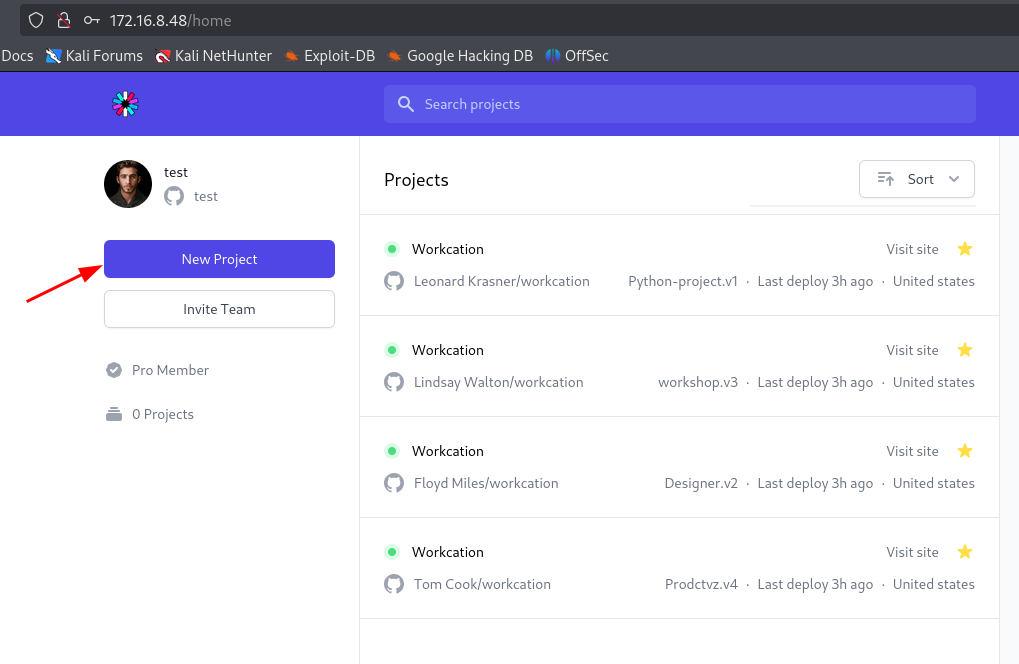 172.16.8.48/home
Docs Kali Forums Kali NetHunter Exploit-DB Google Hacking DB OffSec
Search projects
test
test
New Project
Invite Team
Pro Member
0 Projects
Projects Sort
Workcation Visit site
Leonard Krasner/workcation Python-project.v1 · Last deploy 3h ago · United states
Workcation Visit site
Lindsay Walton/workcation workshop.v3 · Last deploy 3h ago · United states
Workcation Visit site
Floyd Miles/workcation Designer.v2 · Last deploy 3h ago · United states
Workcation Visit site
Tom Cook/workcation Prodctvz.v4 · Last deploy 3h ago · United states